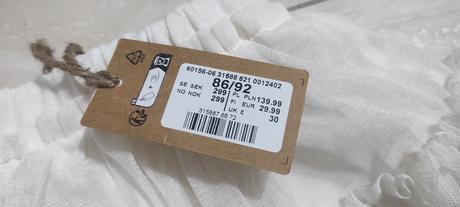 60156-06 31588 621 0012402
86/92
SE SEK 299 PL PLN 139.99
NO NOK 299 FI EUR 29.99
UK £ 30
315887 86 72